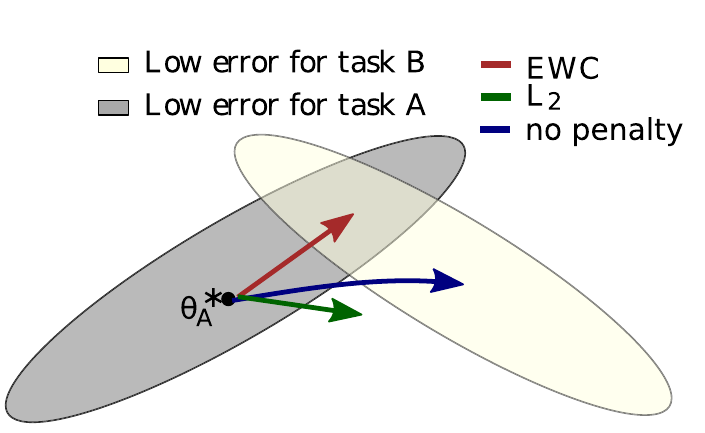 Low error for task B
Low error for task A
EWC
L2
no penalty
θA*